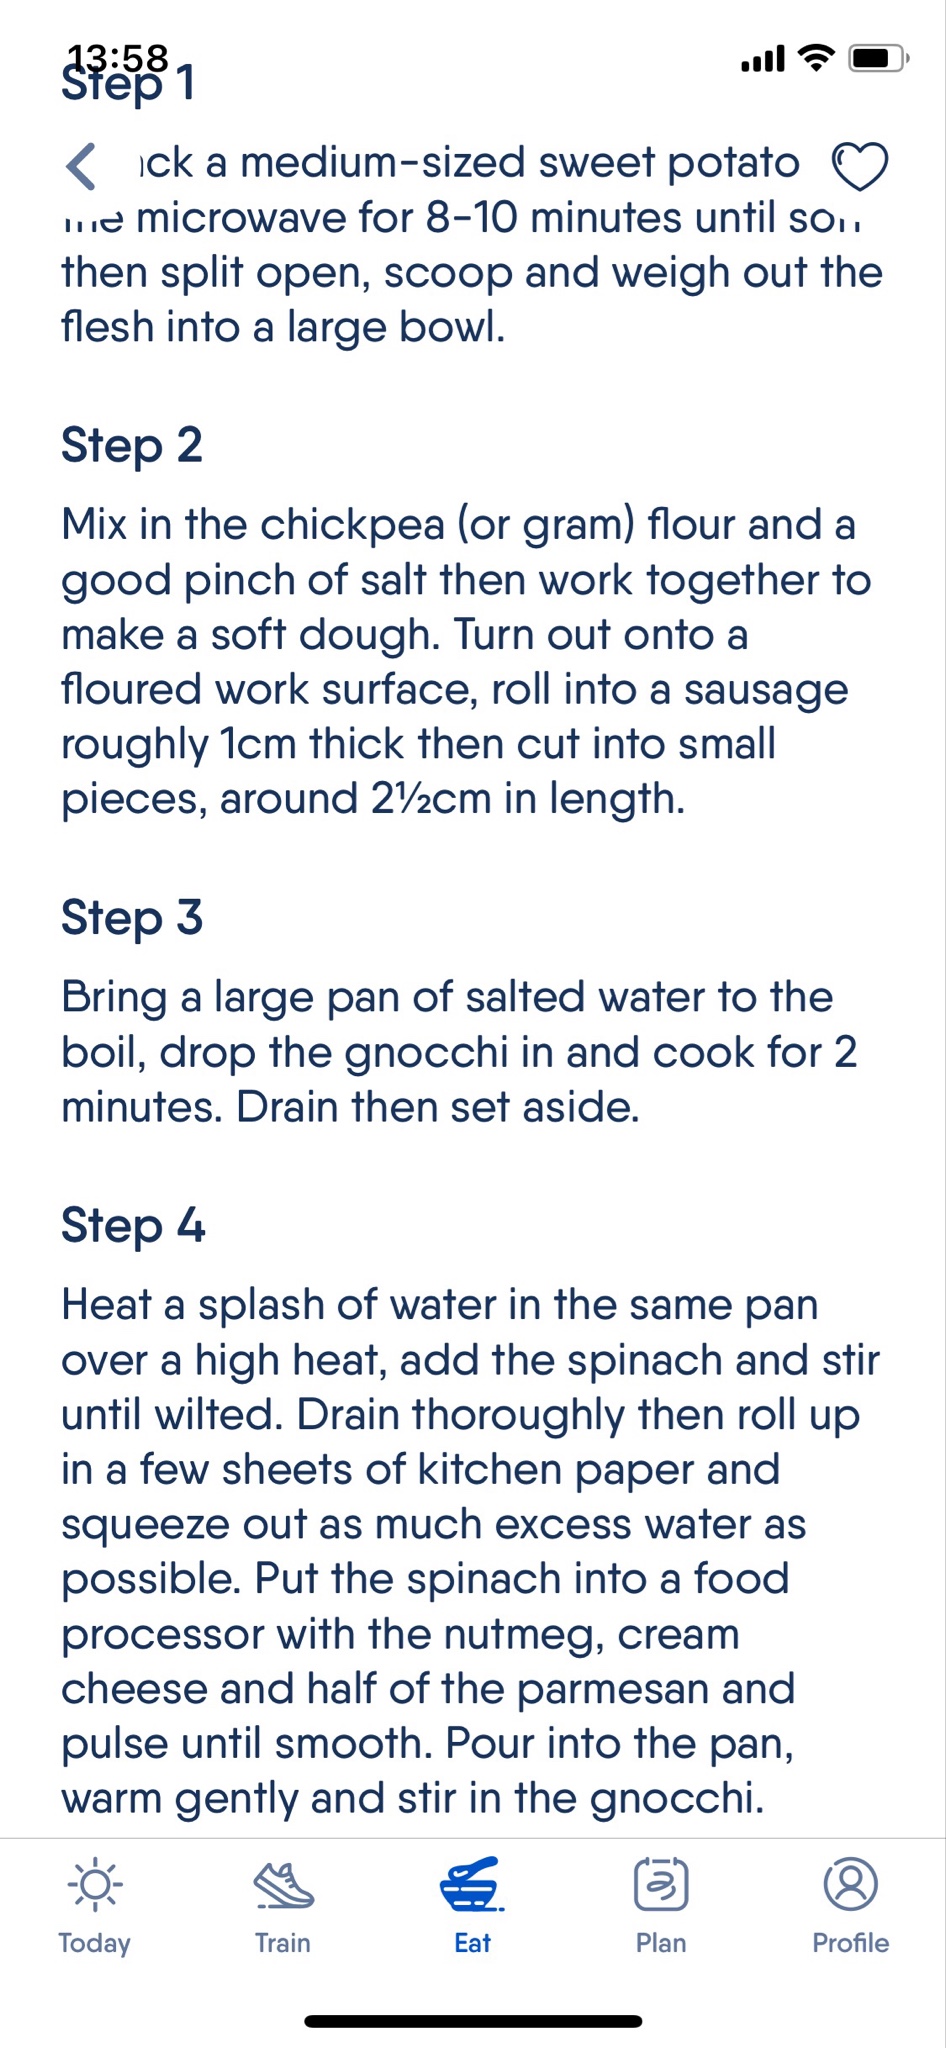 13:58
Step 1
a medium-sized sweet potato
microwave for 8-10 minutes until
then split open, scoop and weigh out the
flesh into a large bowl.
Step 2
Mix in the chickpea (or gram) flour and a
good pinch of salt then work together to
make a soft dough. Turn out onto a
floured work surface, roll into a sausage
roughly 1cm thick then cut into small
pieces, around 2½cm in length.
Step 3
Bring a large pan of salted water to the
boil, drop the gnocchi in and cook for 2
minutes. Drain then set aside.
Step 4
Heat a splash of water in the same pan
over a high heat, add the spinach and stir
until wilted. Drain thoroughly then roll up
in a few sheets of kitchen paper and
squeeze out as much excess water as
possible. Put the spinach into a food
processor with the nutmeg, cream
cheese and half of the parmesan and
pulse until smooth. Pour into the pan,
warm gently and stir in the gnocchi.
Today Train Eat Plan Profile